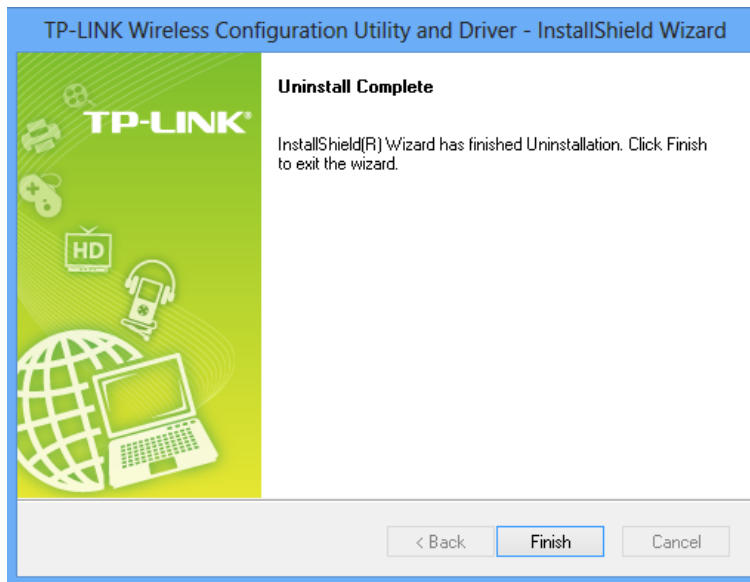 TP-LINK Wireless Configuration Utility and Driver - InstallShield Wizard
TP-LINK®
Uninstall Complete
InstallShield(R) Wizard has finished Uninstallation. Click Finish
to exit the wizard.
HD
< Back
Finish
Cancel